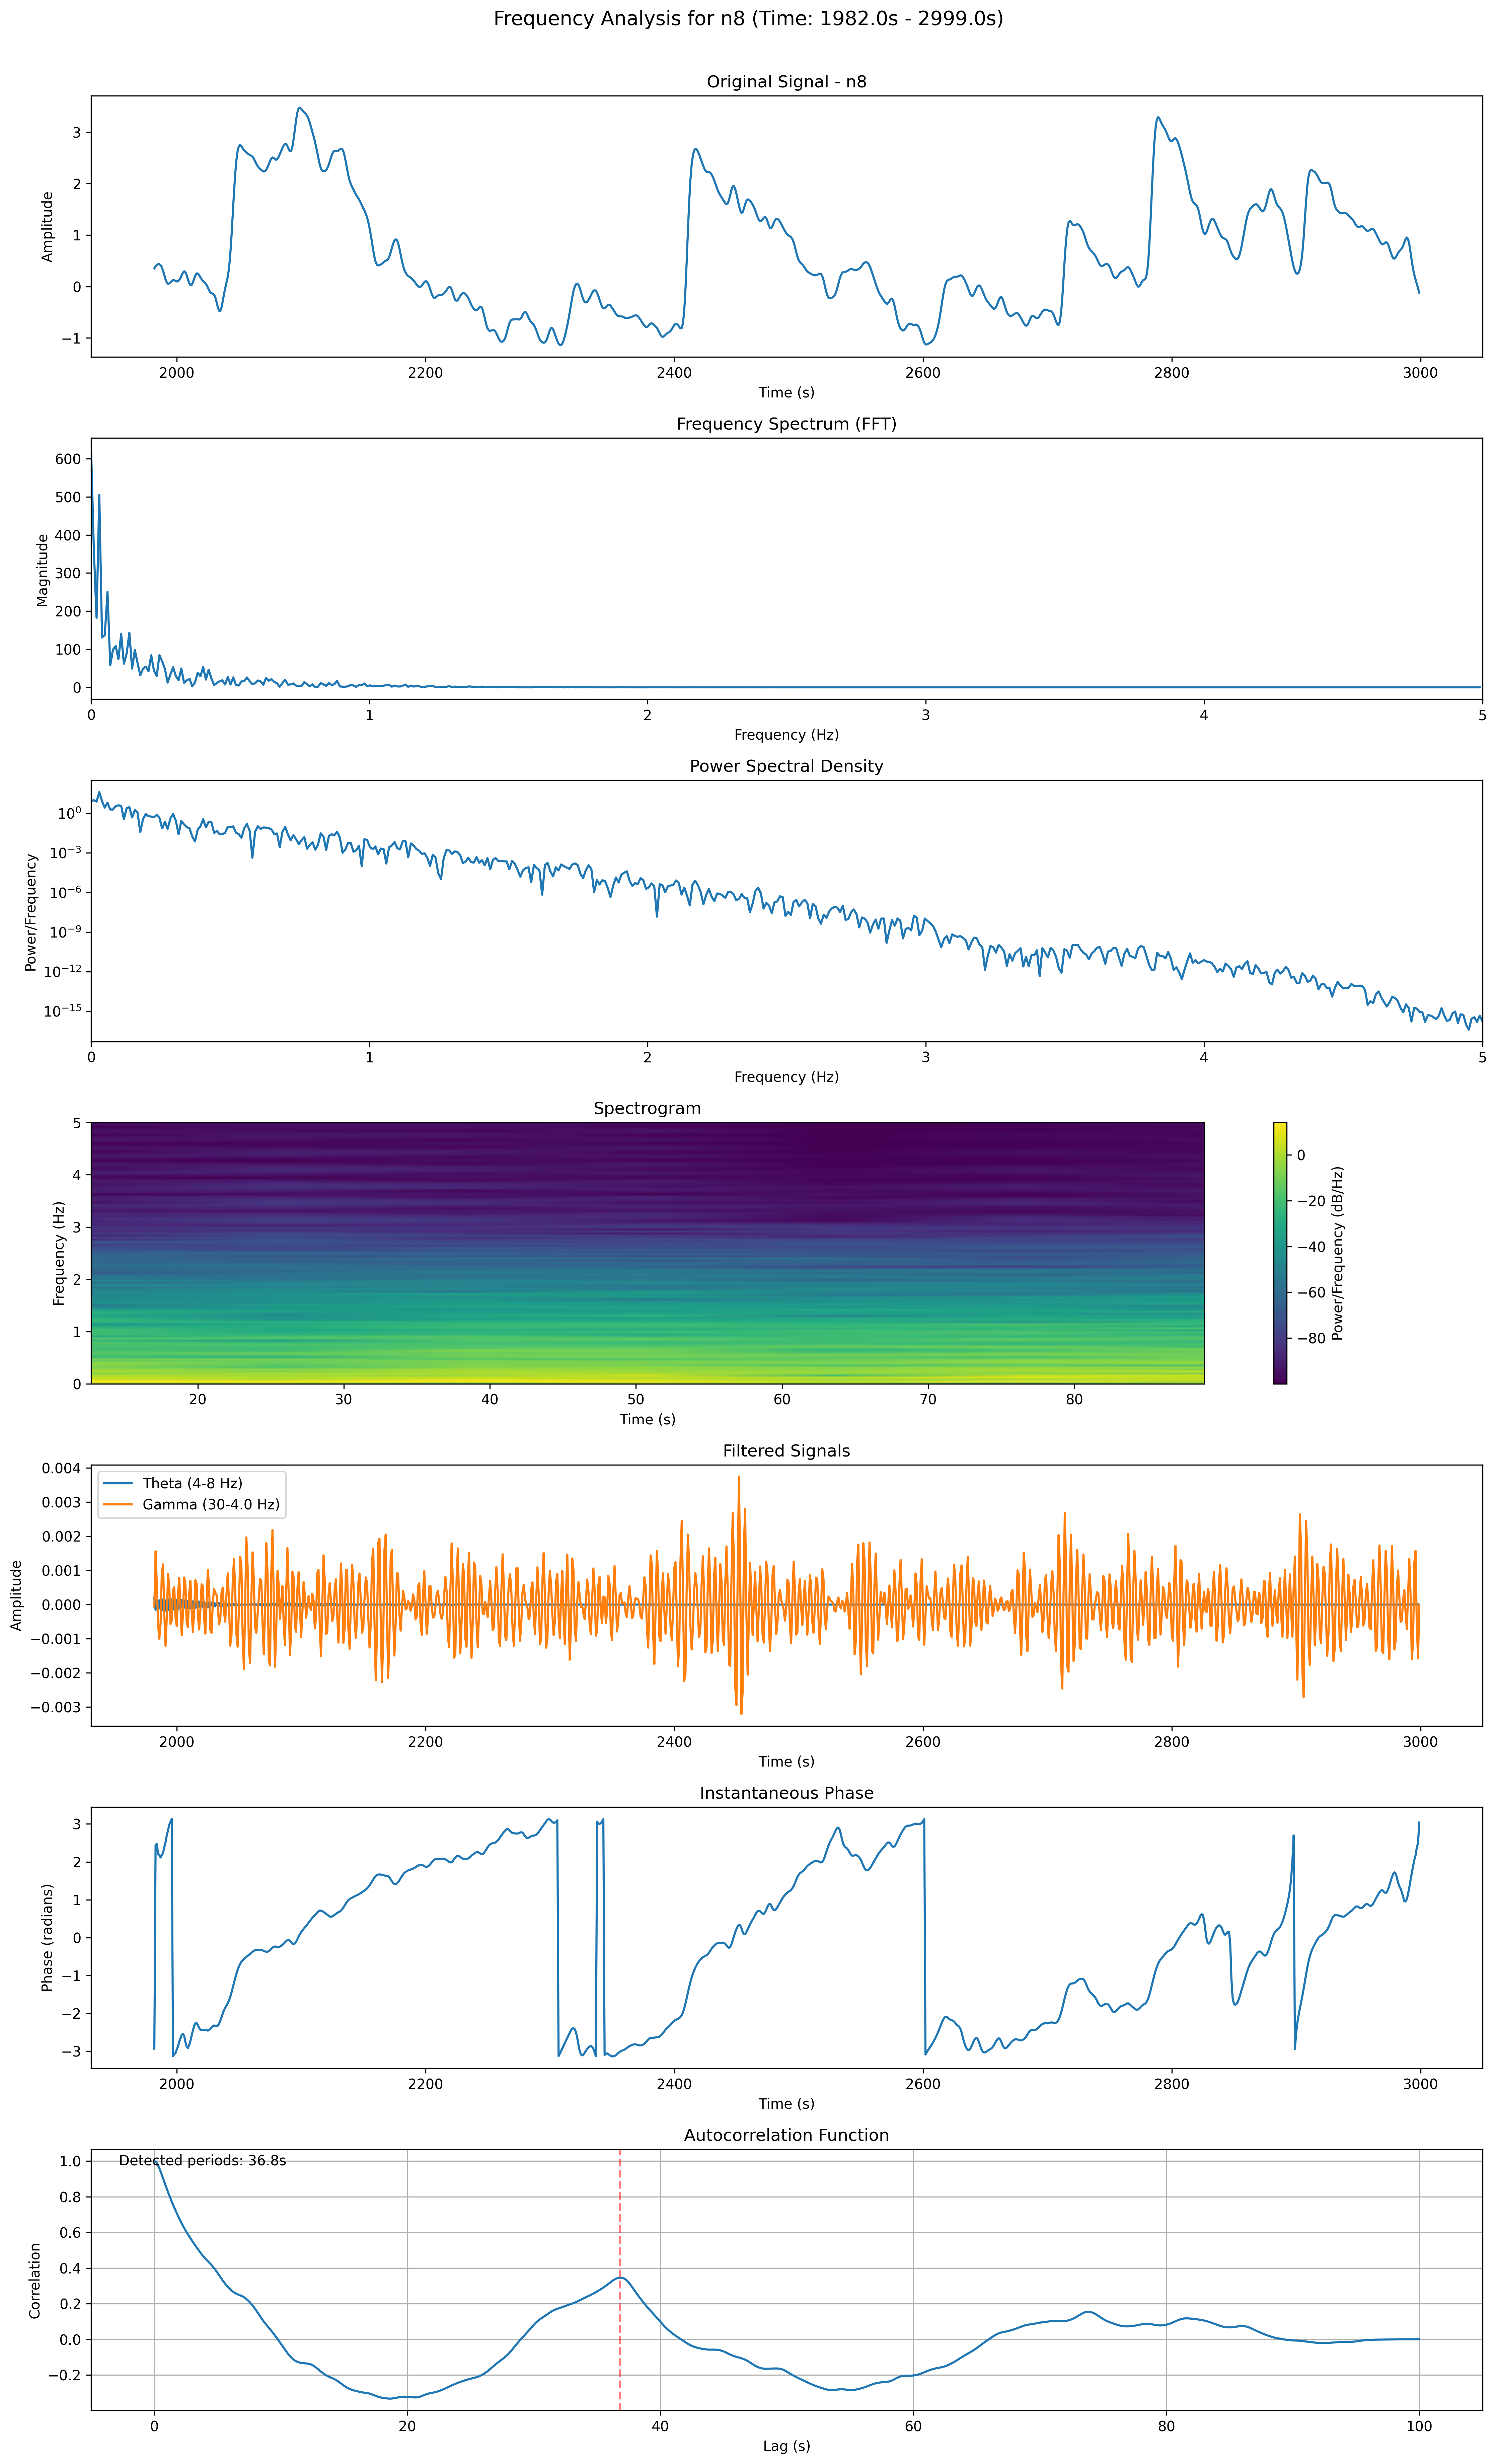 Frequency Analysis for n8 (Time: 1982.0s - 2999.0s)
Original Signal - n8
3
2
1
0
−1
Amplitude
2000 2200 2400 2600 2800 3000
Time (s)
Frequency Spectrum (FFT)
600
500
400
300
200
100
0
Magnitude
0 1 2 3 4 5
Frequency (Hz)
Power Spectral Density
10⁰
10⁻³
10⁻⁶
10⁻⁹
10⁻¹²
10⁻¹⁵
Power/Frequency
0 1 2 3 4 5
Frequency (Hz)
Spectrogram
5
4
3
2
1
0
Frequency (Hz)
20 30 40 50 60 70 80
Time (s)
0
−20
−40
−60
−80
Power/Frequency (dB/Hz)
Filtered Signals
Theta (4-8 Hz)
Gamma (30-4.0 Hz)
0.004
0.003
0.002
0.001
0.000
−0.001
−0.002
−0.003
Amplitude
2000 2200 2400 2600 2800 3000
Time (s)
Instantaneous Phase
3
2
1
0
−1
−2
−3
Phase (radians)
2000 2200 2400 2600 2800 3000
Time (s)
Autocorrelation Function
Detected periods: 36.8s
1.0
0.8
0.6
0.4
0.2
0.0
−0.2
Correlation
0 20 40 60 80 100
Lag (s)